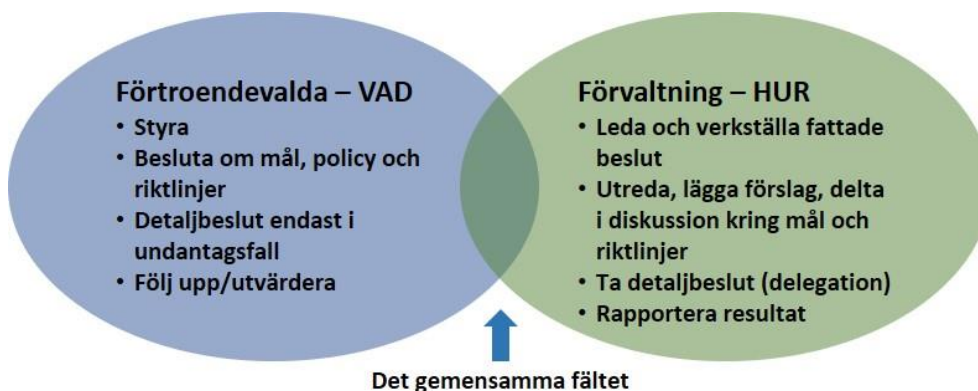 Förtroendevalda – VAD
• Styra
• Besluta om mål, policy och
riktlinjer
• Detaljbeslut endast i
undantagsfall
• Följ upp/utvärdera
Förvaltning – HUR
• Leda och verkställa fattade
beslut
• Utreda, lägga förslag, delta
i diskussion kring mål och
riktlinjer
• Ta detaljbeslut (delegation)
• Rapportera resultat
Det gemensamma fältet